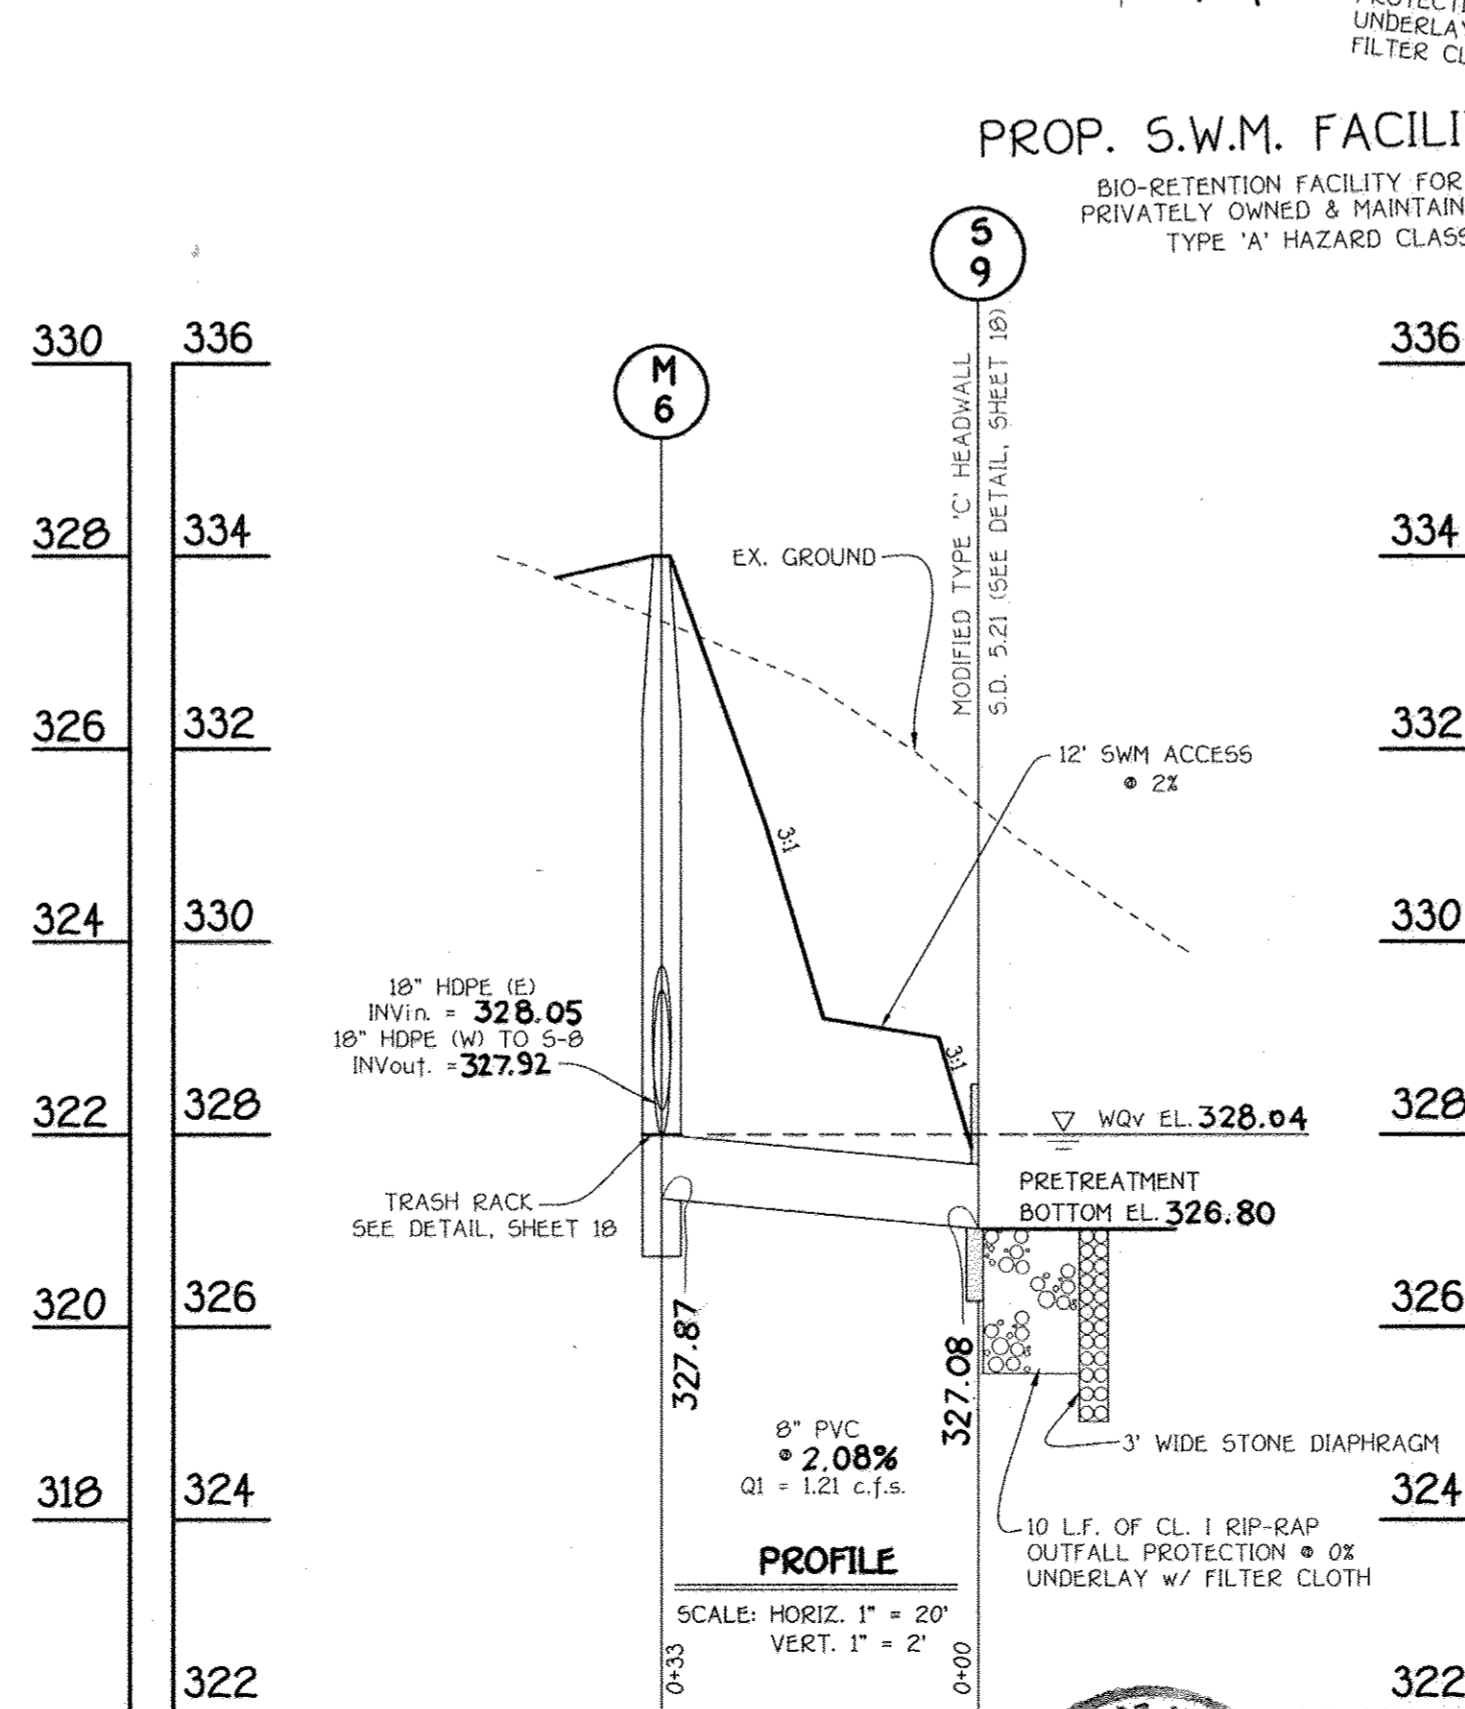 UNDERLAY
FILTER
PROP. S.W.M.
BIO-RETENTION FACILITY FOR
PRIVATELY OWNED &
TYPE 'A' HAZARD
S
9
M
6
330
336
336
328
334
334
326
332
332
324
330
330
322
328
328
320
326
326
318
324
324
322
322
MODIFIED TYPE 'C' HEADWALL
S.D. 5.21 (SEE DETAIL, SHEET 18)
EX. GROUND
12' SWM ACCESS
@ 2%
3:1
3:1
18" HDPE (E)
INVin. = 328.05
18" HDPE (W) TO S-8
INVout. =327.92
WQv EL. 328.04
TRASH RACK
SEE DETAIL, SHEET 18
PRETREATMENT
BOTTOM EL. 326.80
327.87
327.08
8" PVC
@ 2.08%
Q1 = 1.21 c.f.s.
3' WIDE STONE DIAPHRAGM
10 L.F. OF CL. I RIP-RAP
OUTFALL PROTECTION @ 0%
UNDERLAY w/ FILTER CLOTH
PROFILE
SCALE: HORIZ. 1" = 20'
VERT. 1" = 2'
0+33
0+00